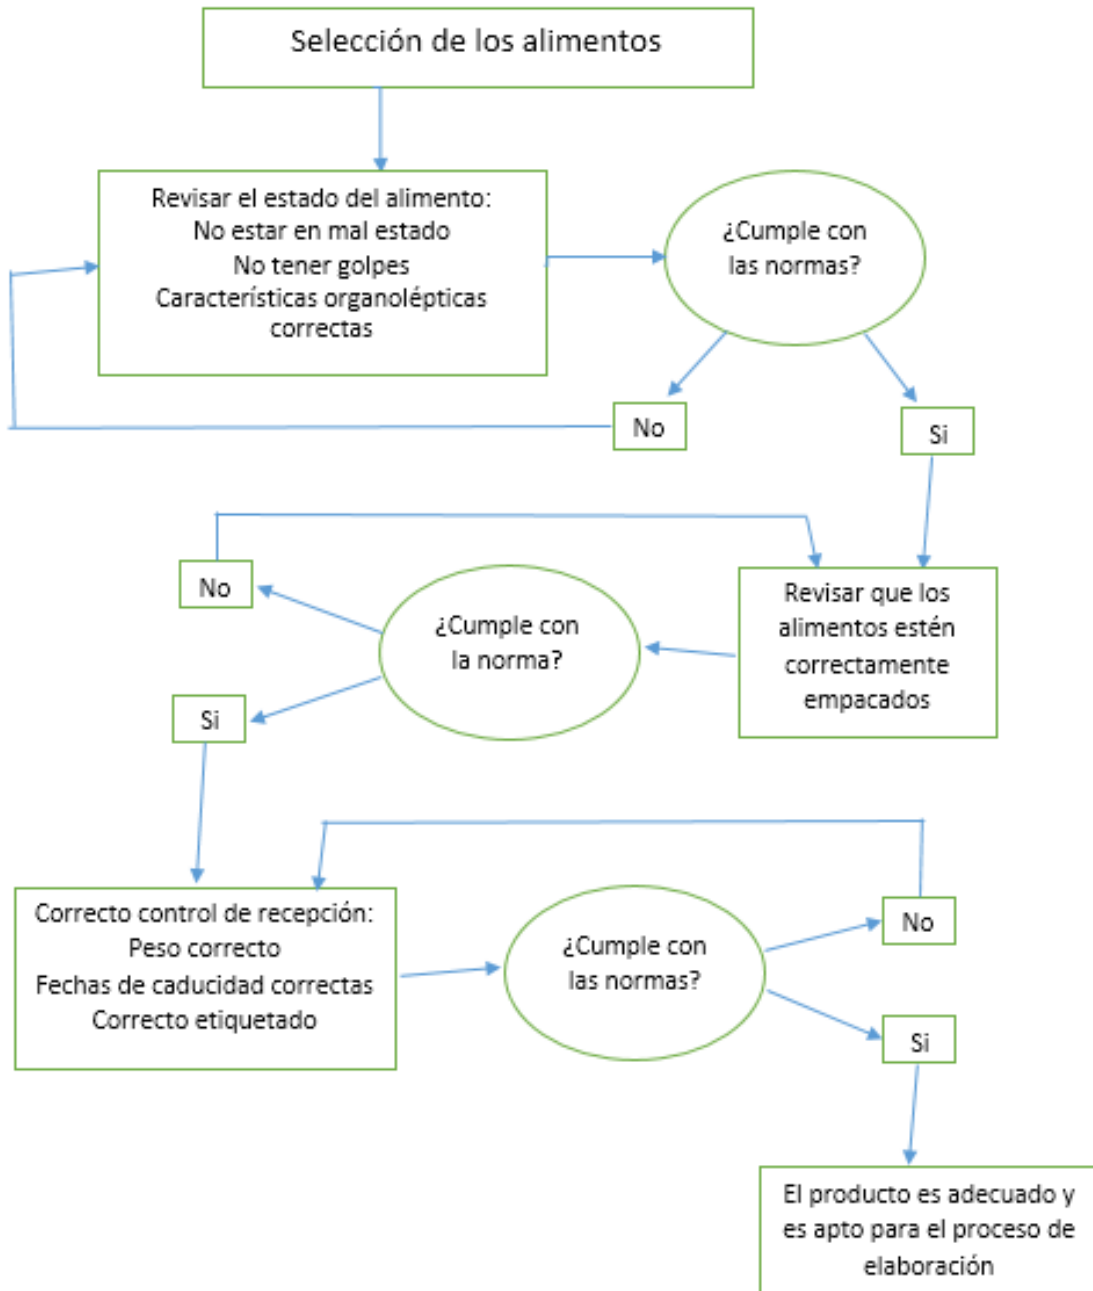 Selección de los alimentos
Revisar el estado del alimento:
No estar en mal estado
No tener golpes
Característícas organolépticas
correctas
¿Cumple con
las normas?
No
Si
Revisar que los
alimentos estén
correctamente
empacados
¿Cumple con
la norma?
No
Si
Correcto control de recepción:
Peso correcto
Fechas de caducidad correctas
Correcto etiquetado
¿Cumple con
las normas?
No
Si
El producto es adecuado y
es apto para el proceso de
elaboración